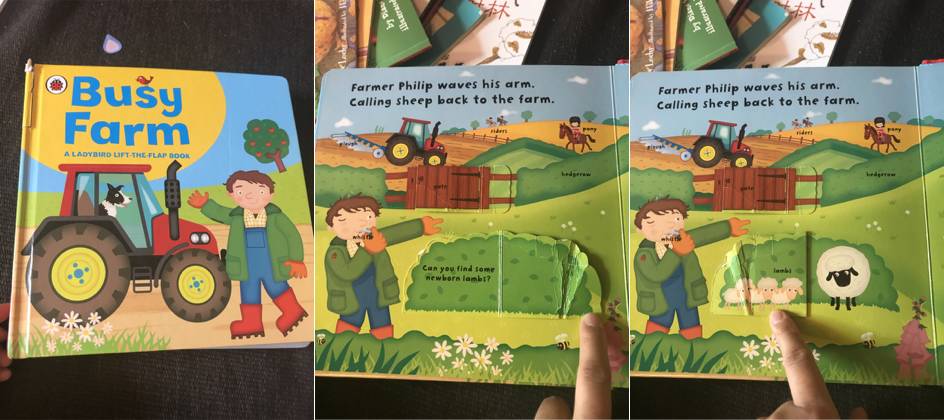 Busy
Farm
A LADYBIRD LIFT-THE-FLAP BOOK
Farmer Philip waves his arm.
Calling sheep back to the farm.
riders
pony
plough
gate
hedgerow
whistle
Can you find some
newborn lambs?
Farmer Philip waves his arm.
Calling sheep back to the farm.
riders
pony
gate
hedgerow
lambs